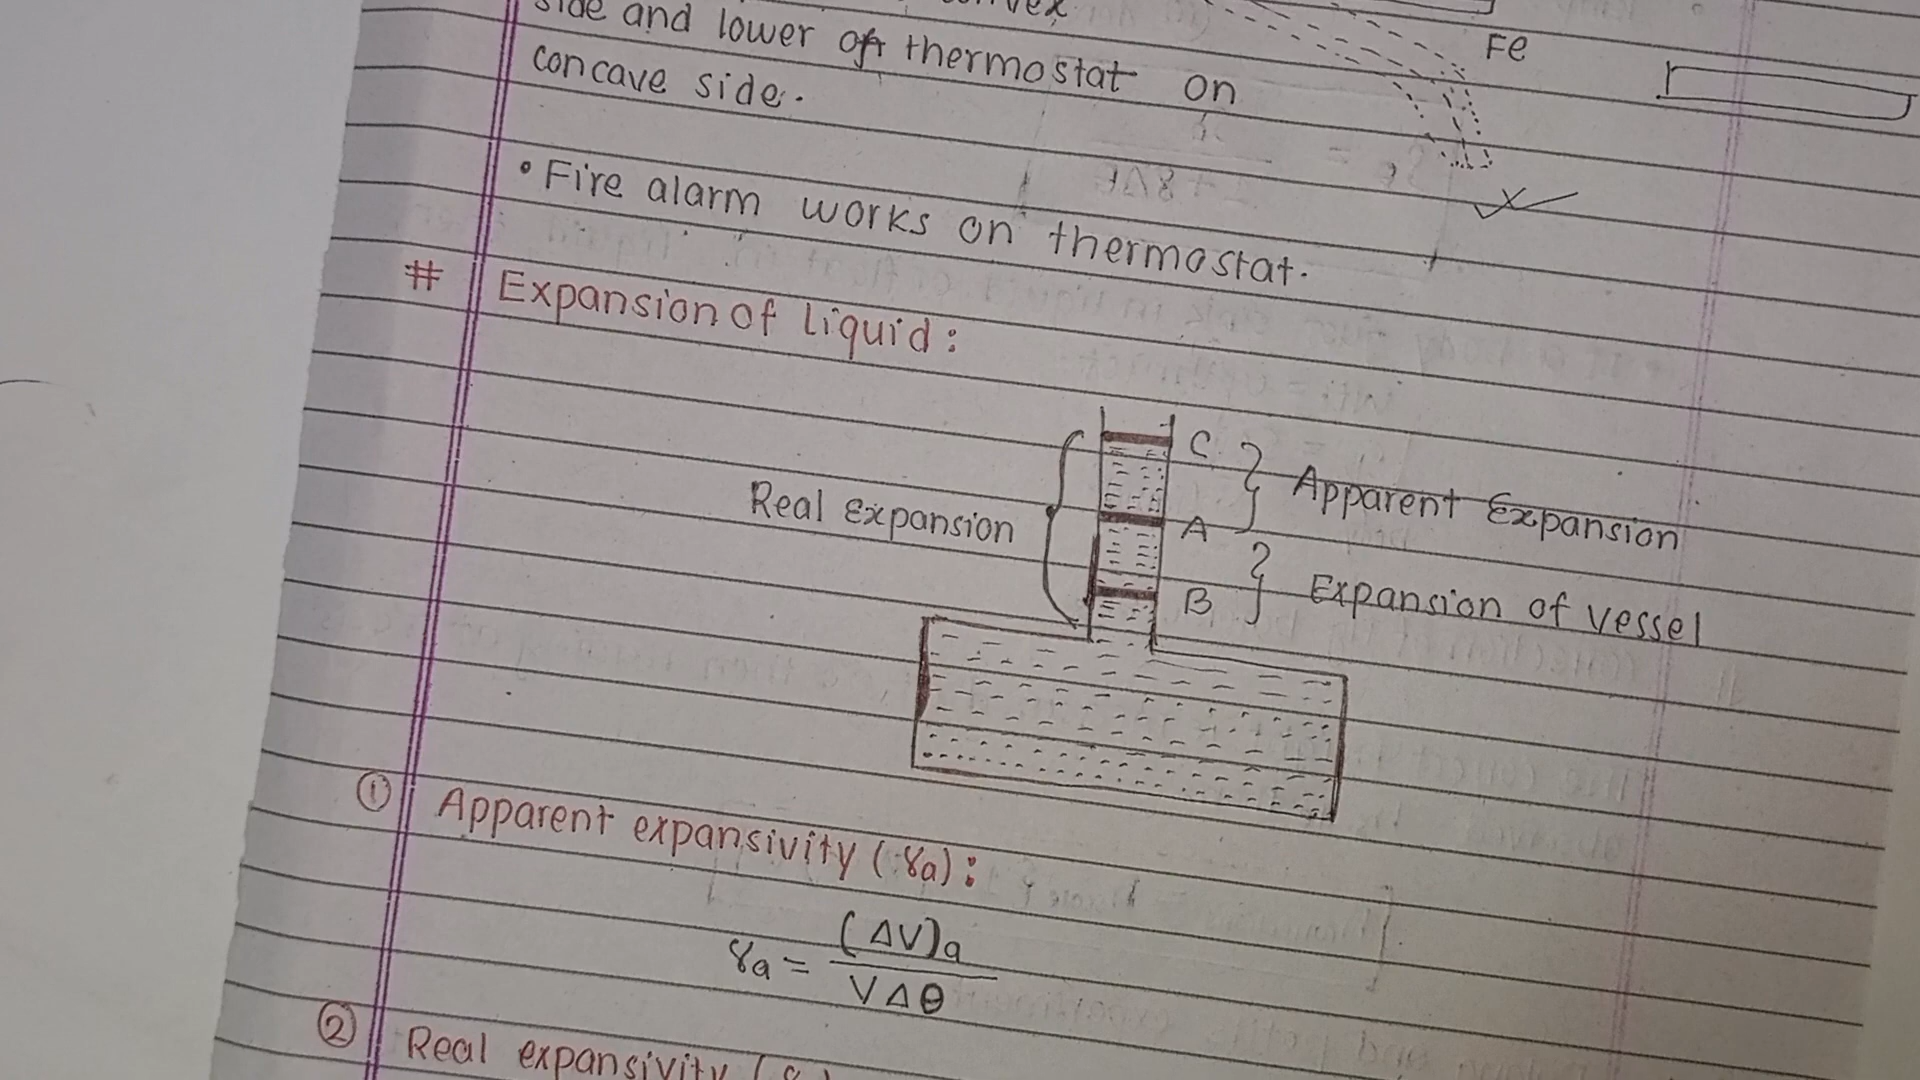 side and lower of thermostat on
concave side.
Fe
• Fire alarm works on thermostat.
# Expansion of liquid:
C
Real expansion
A
Apparent Expansion
B
Expansion of vessel
① Apparent expansivity (γa):
γa = (ΔV)a / VΔθ
② Real expansivity (